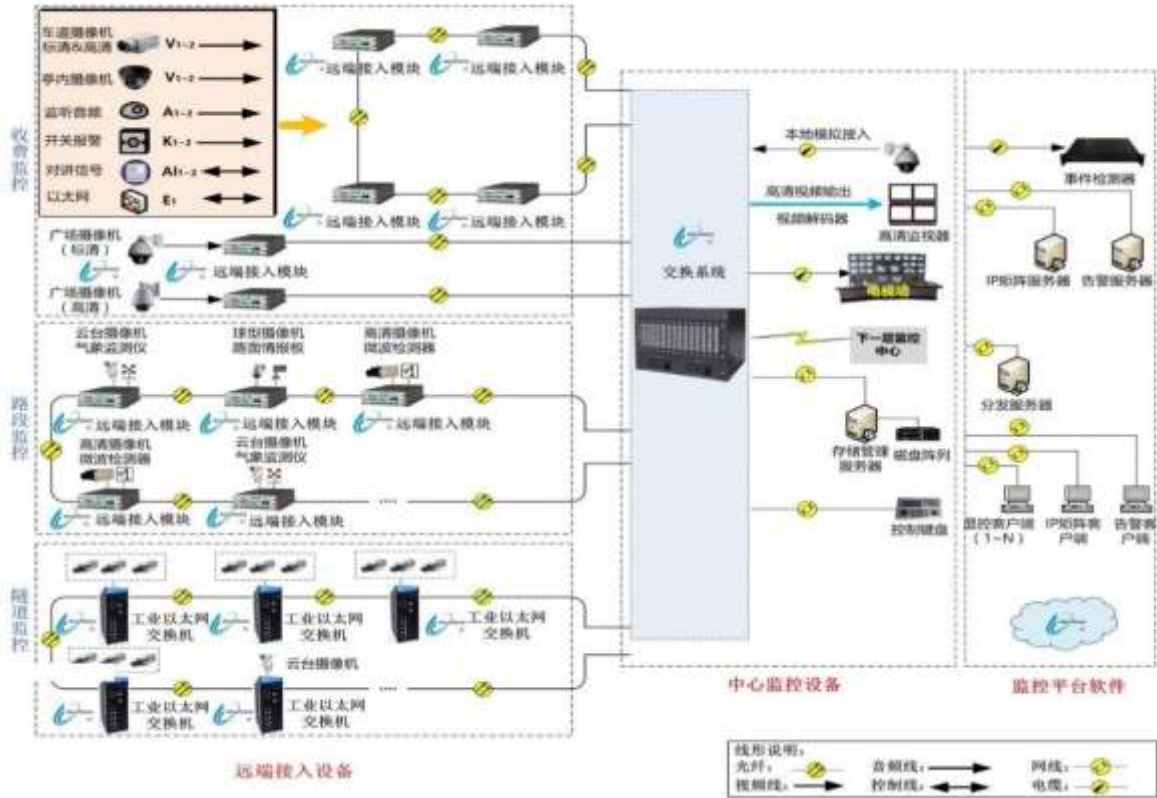 收费监控
车道摄像机
标清&高清
V1-2
亭内摄像机
V1-2
监听音频
A1-2
开关报警
K1-2
对讲信号
AI1-2
以太网
E1
远端接入模块
远端接入模块
远端接入模块
远端接入模块
广场摄像机
(标清)
远端接入模块
广场摄像机
(高清)
路段监控
云台摄像机
气象监测仪
球型摄像机
路面情报板
高清摄像机
微波检测器
远端接入模块
远端接入模块
远端接入模块
高清摄像机
微波检测器
云台摄像机
气象监测仪
远端接入模块
远端接入模块
隧道监控
工业以太网
交换机
工业以太网
交换机
工业以太网
交换机
云台摄像机
工业以太网
交换机
工业以太网
交换机
远端接入设备
交换系统
本地模拟接入
高清视频输出
视频解码器
高清监视器
电视墙
下一层监控
中心
存储管理
服务器
磁盘阵列
控制键盘
中心监控设备
事件检测器
IP矩阵服务器
告警服务器
分发服务器
监控客户端
(1~N)
IP矩阵客
户端
告警客
户端
监控平台软件
线形说明:
光纤:
音频线:
网线:
视频线:
控制线:
电缆: